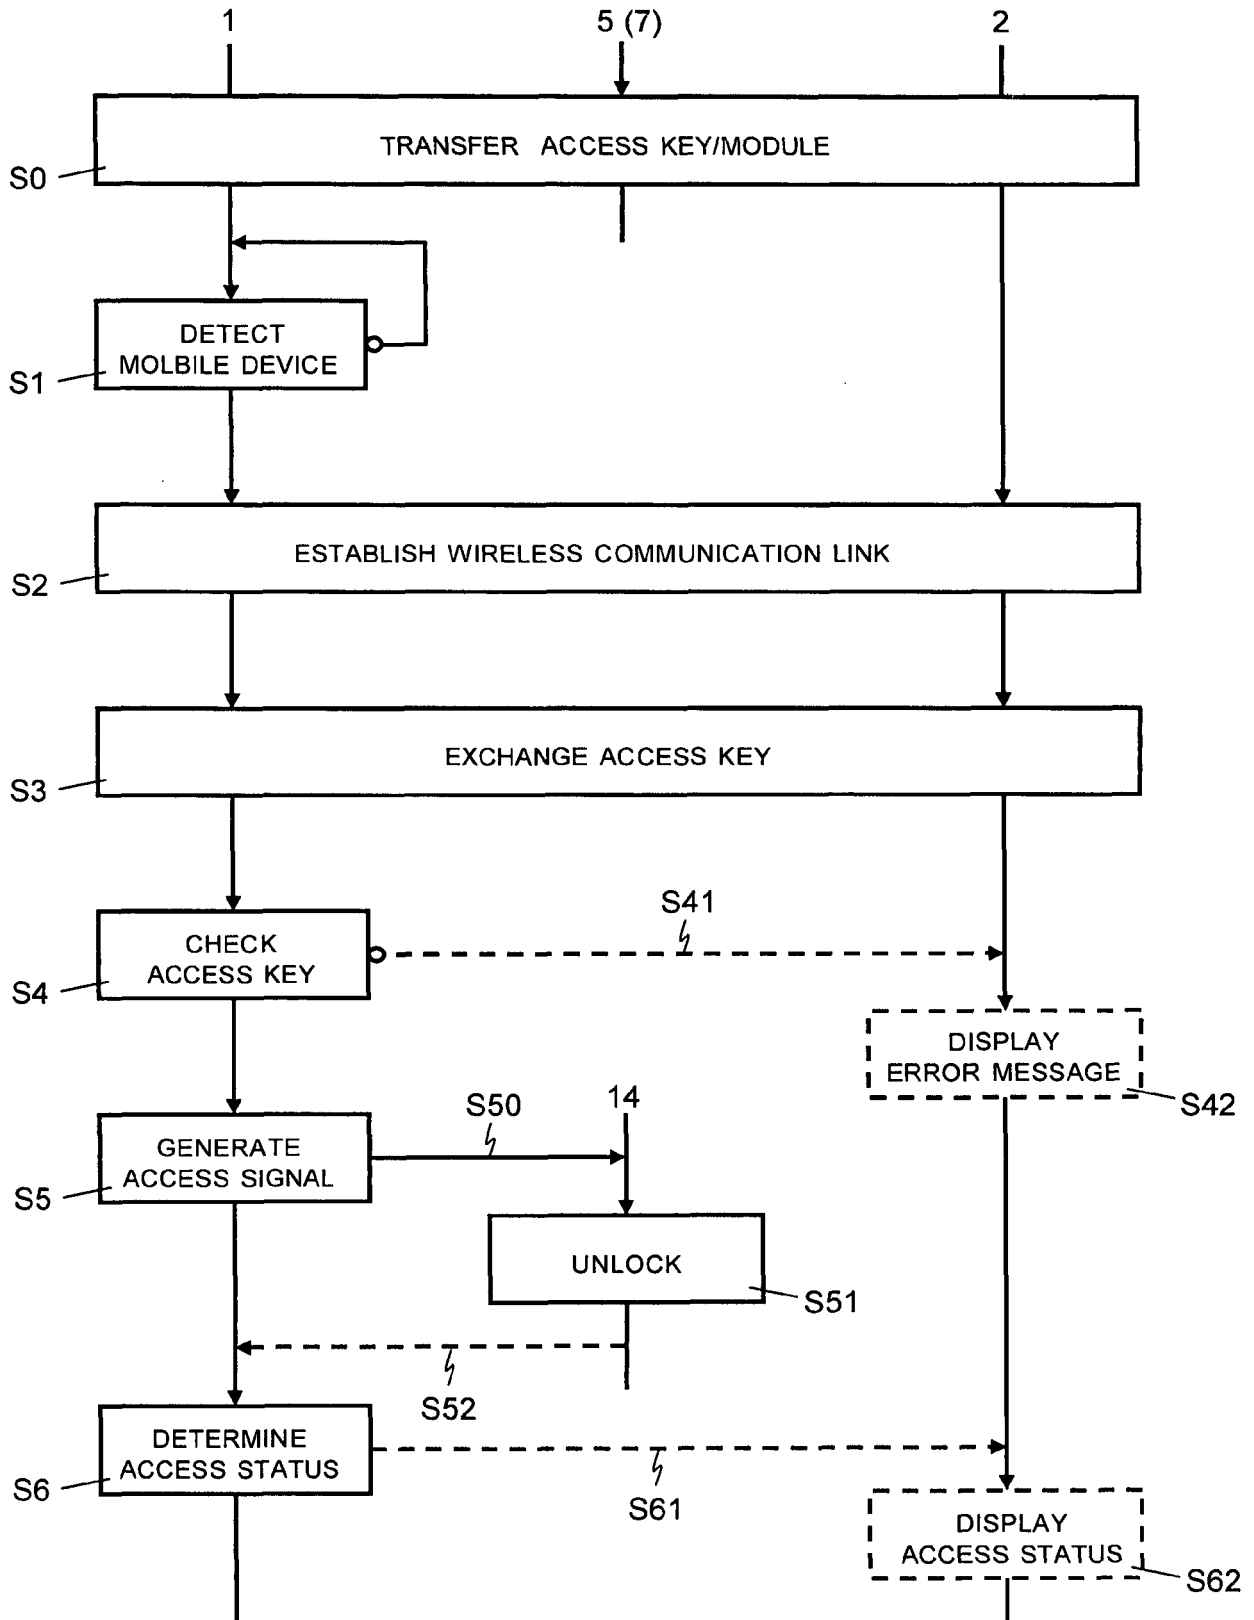 1
5 (7)
2
TRANSFER ACCESS KEY/MODULE
S0
DETECT
MOLBILE DEVICE
S1
ESTABLISH WIRELESS COMMUNICATION LINK
S2
EXCHANGE ACCESS KEY
S3
S41
CHECK
ACCESS KEY
S4
DISPLAY
ERROR MESSAGE
S42
S50
14
GENERATE
ACCESS SIGNAL
S5
UNLOCK
S51
S52
DETERMINE
ACCESS STATUS
S6
S61
DISPLAY
ACCESS STATUS
S62